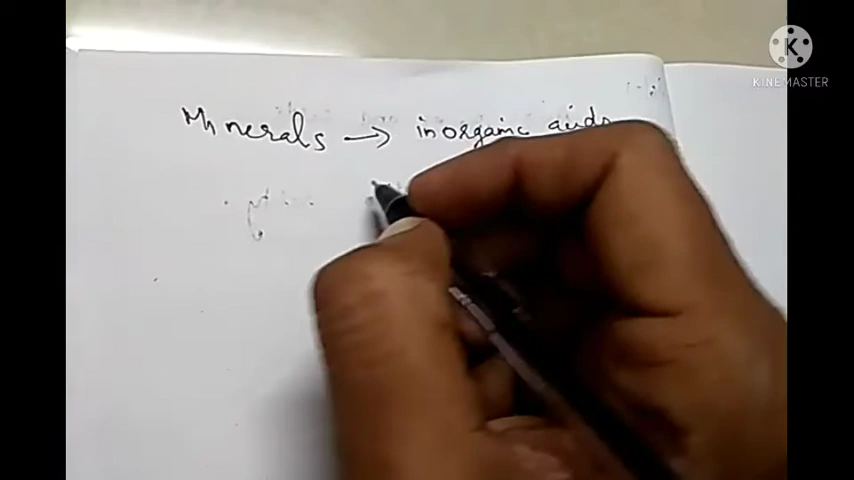 K
KINEMASTER
Minerals → inorganic acids